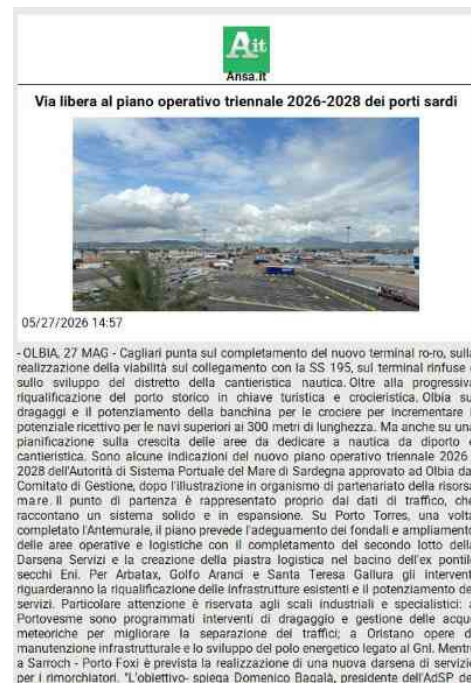 Ait
Ansa.it
Via libera al piano operativo triennale 2026-2028 dei porti sardi
05/27/2026 14:57
- OLBIA, 27 MAG - Cagliari punta sul completamento del nuovo terminal ro-ro, sulla
realizzazione della viabilità sul collegamento con la SS 195, sul terminal rinfuse e
sullo sviluppo del distretto della cantieristica nautica. Oltre alla progressiva
riqualificazione del porto storico in chiave turistica e crocieristica. Olbia su
dragaggi e il potenziamento della banchina per le crociere per incrementare i
potenziale ricettivo per le navi superiori ai 300 metri di lunghezza. Ma anche su una
pianificazione sulla crescita delle aree da dedicare a nautica da diporto e
cantieristica. Sono alcune indicazioni del nuovo piano operativo triennale 2026
2028 dell'Autorità di Sistema Portuale del Mare di Sardegna approvato ad Olbia da
Comitato di Gestione, dopo l'illustrazione in organismo di partenariato della risorsa
mare. Il punto di partenza è rappresentato proprio dai dati di traffico, che
raccontano un sistema solido e in espansione. Su Porto Torres, una volta
completato l'Antemurale, il piano prevede l'adeguamento dei fondali e ampliamento
delle aree operative e logistiche con il completamento del secondo lotto della
Darsena Servizi e la creazione della piastra logistica nel bacino dell'ex pontile
secchi Eni. Per Arbatax, Golfo Aranci e Santa Teresa Gallura gli intervent
riguarderanno la riqualificazione delle infrastrutture esistenti e il potenziamento de
servizi. Particolare attenzione è riservata agli scali industriali e specialistici: a
Portovesme sono programmati interventi di dragaggio e gestione delle acque
meteoriche per migliorare la separazione dei traffici; a Oristano opere d
manutenzione infrastrutturale e lo sviluppo del polo energetico legato al Gnl. Mentre
a Sarroch - Porto Foxi è prevista la realizzazione di una nuova darsena di servizio
per i rimorchiatori. "L'obiettivo- spiega Domenico Bagalà, presidente dell'AdSP de